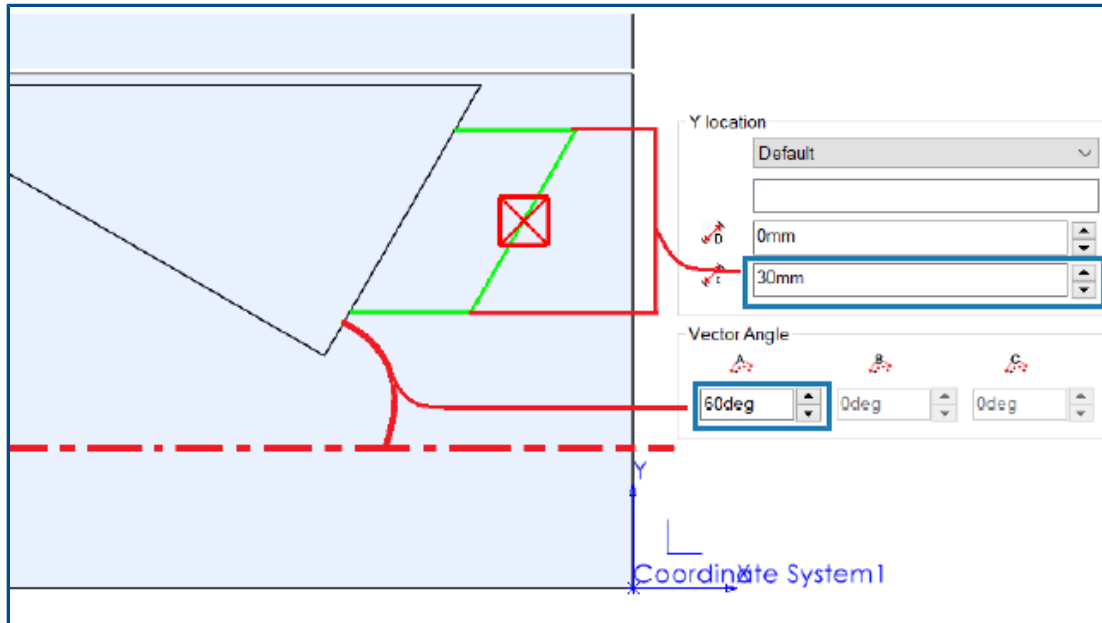 Y location
Default
D
0mm
30mm
Vector Angle
A B C
60deg 0deg 0deg
Y
X
Coordinate System1